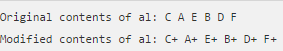 Original contents of al: C A E B D F
Modified contents of al: C+ A+ E+ B+ D+ F+